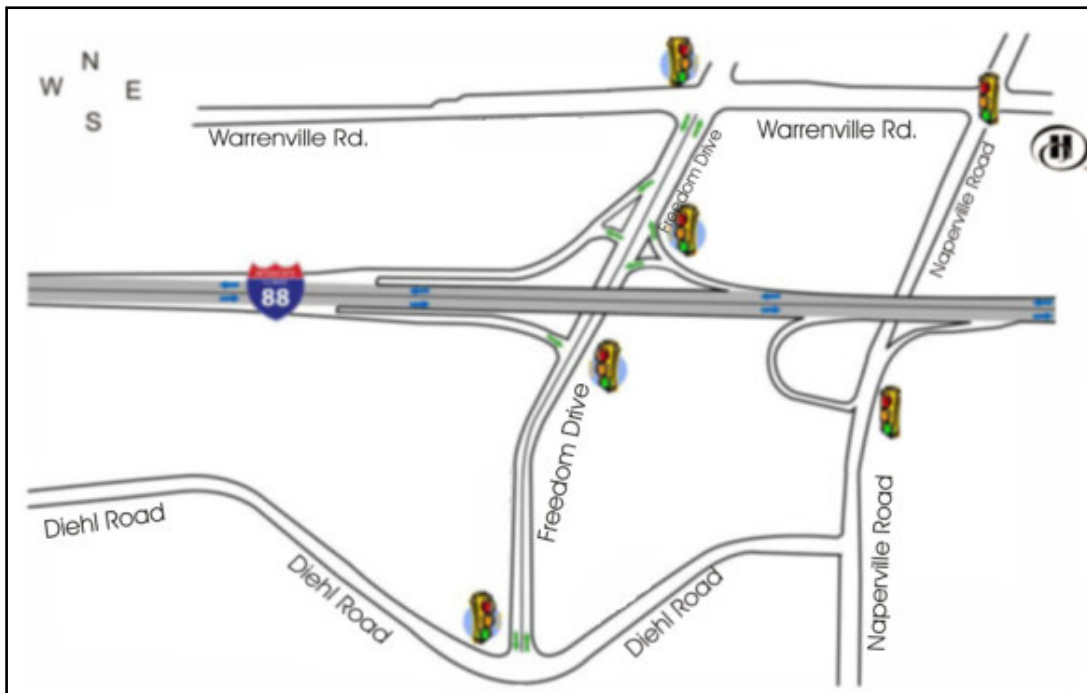 N
W
E
S
Warrenville Rd.
Warrenville Rd.
Freedom Drive
Naperville Road
H
88
Freedom Drive
Diehl Road
Diehl Road
Diehl Road
Naperville Road